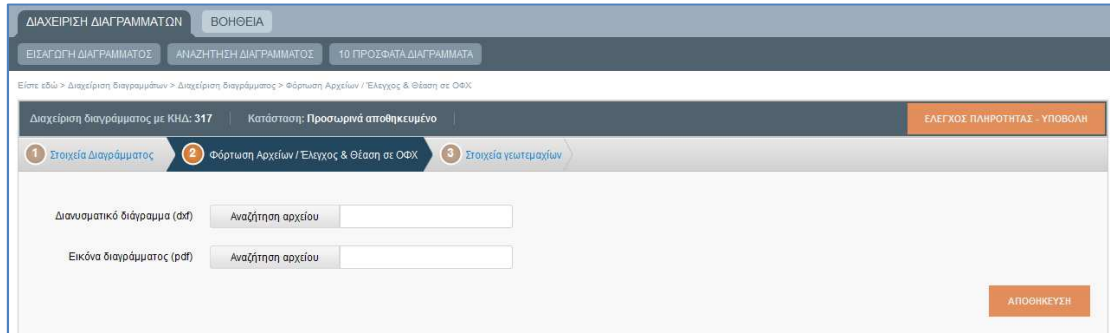 ΔΙΑΧΕΙΡΙΣΗ ΔΙΑΓΡΑΜΜΑΤΩΝ ΒΟΗΘΕΙΑ
ΕΙΣΑΓΩΓΗ ΔΙΑΓΡΑΜΜΑΤΟΣ ΑΝΑΖΗΤΗΣΗ ΔΙΑΓΡΑΜΜΑΤΟΣ 10 ΠΡΟΣΦΑΤΑ ΔΙΑΓΡΑΜΜΑΤΑ
Είστε εδώ > Διαχείριση διαγραμμάτων > Διαχείριση διαγράμματος > Φόρτωση Αρχείων / Έλεγχος & Θέαση σε ΟΦΧ
Διαχείριση διαγράμματος με ΚΗΔ: 317 Κατάσταση: Προσωρινά αποθηκευμένο ΕΛΕΓΧΟΣ ΠΛΗΡΟΤΗΤΑΣ - ΥΠΟΒΟΛΗ
1 Στοιχεία Διαγράμματος 2 Φόρτωση Αρχείων / Έλεγχος & Θέαση σε ΟΦΧ 3 Στοιχεία γεωτεμαχίων
Διανυσματικό διάγραμμα (dxf) Αναζήτηση αρχείου
Εικόνα διαγράμματος (pdf) Αναζήτηση αρχείου
ΑΠΟΘΗΚΕΥΣΗ